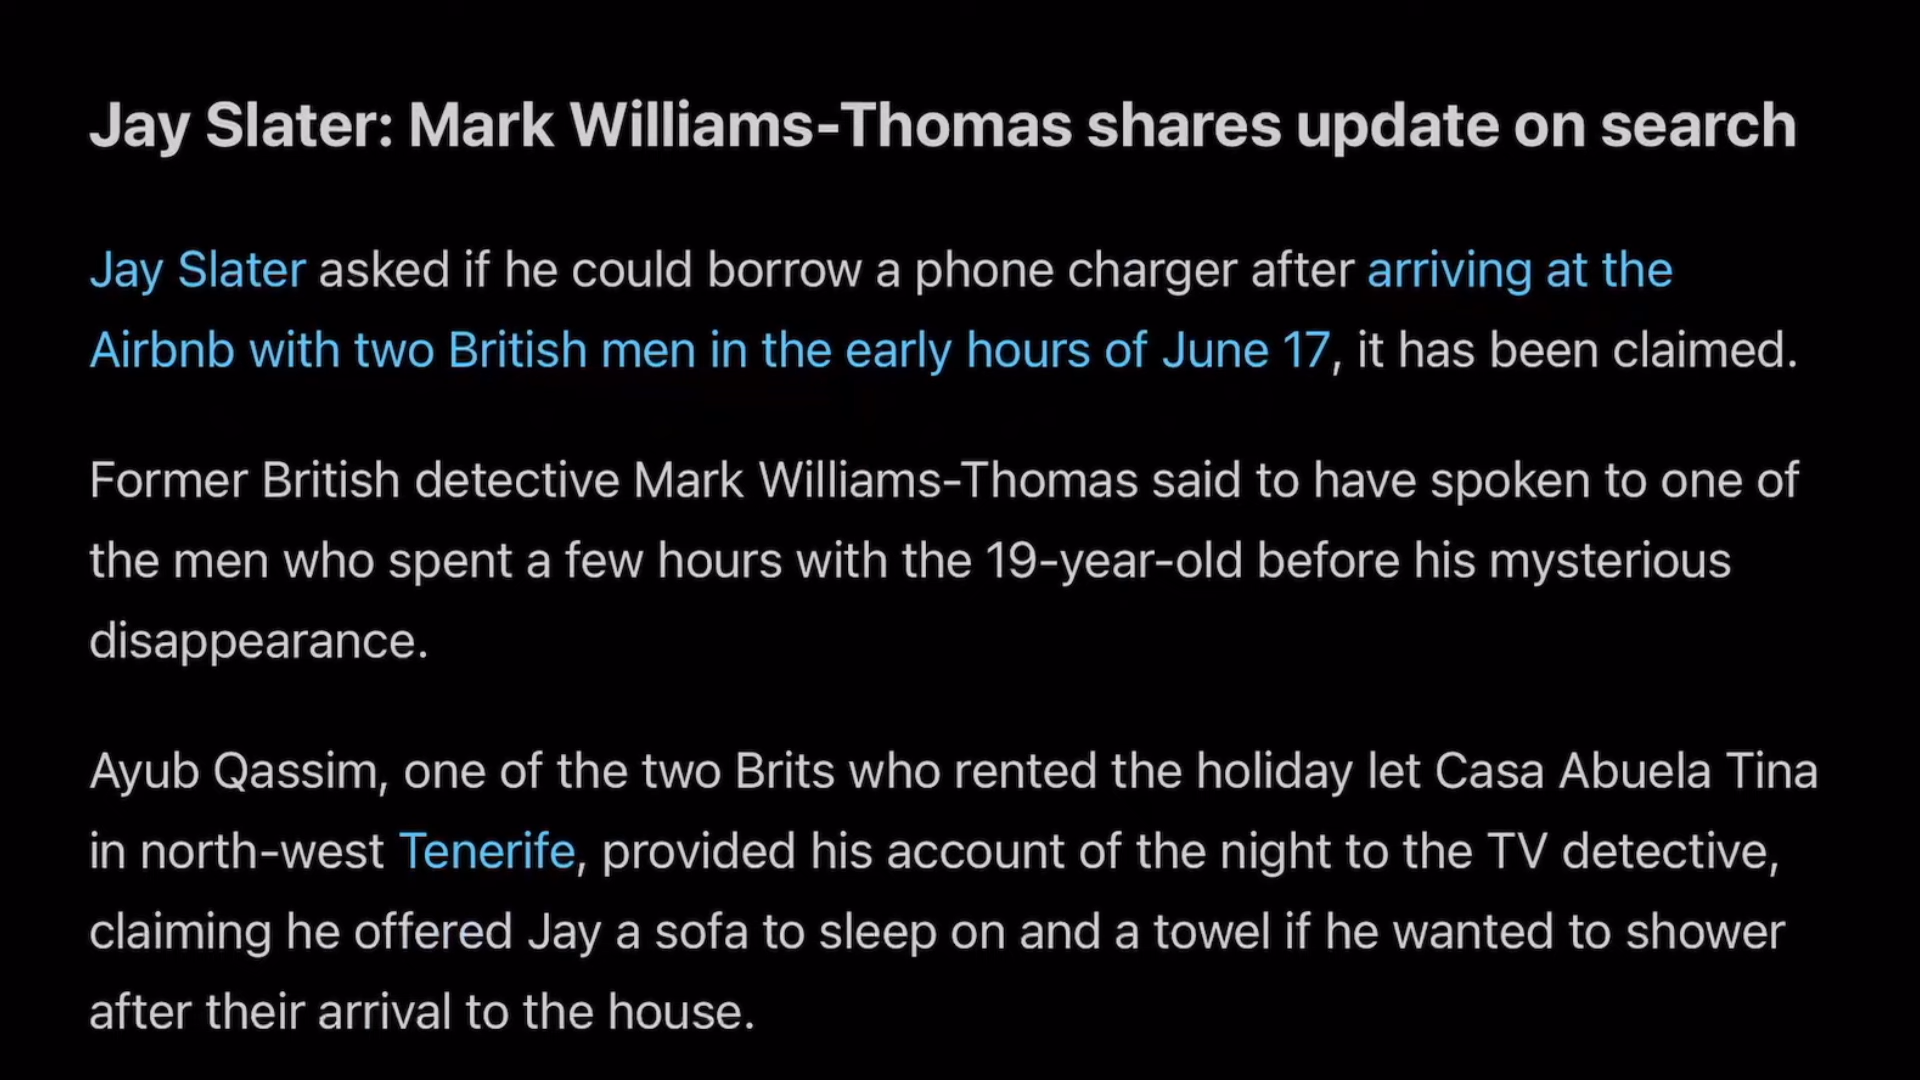 Jay Slater: Mark Williams-Thomas shares update on search
Jay Slater asked if he could borrow a phone charger after arriving at the
Airbnb with two British men in the early hours of June 17, it has been claimed.
Former British detective Mark Williams-Thomas said to have spoken to one of
the men who spent a few hours with the 19-year-old before his mysterious
disappearance.
Ayub Qassim, one of the two Brits who rented the holiday let Casa Abuela Tina
in north-west Tenerife, provided his account of the night to the TV detective,
claiming he offered Jay a sofa to sleep on and a towel if he wanted to shower
after their arrival to the house.